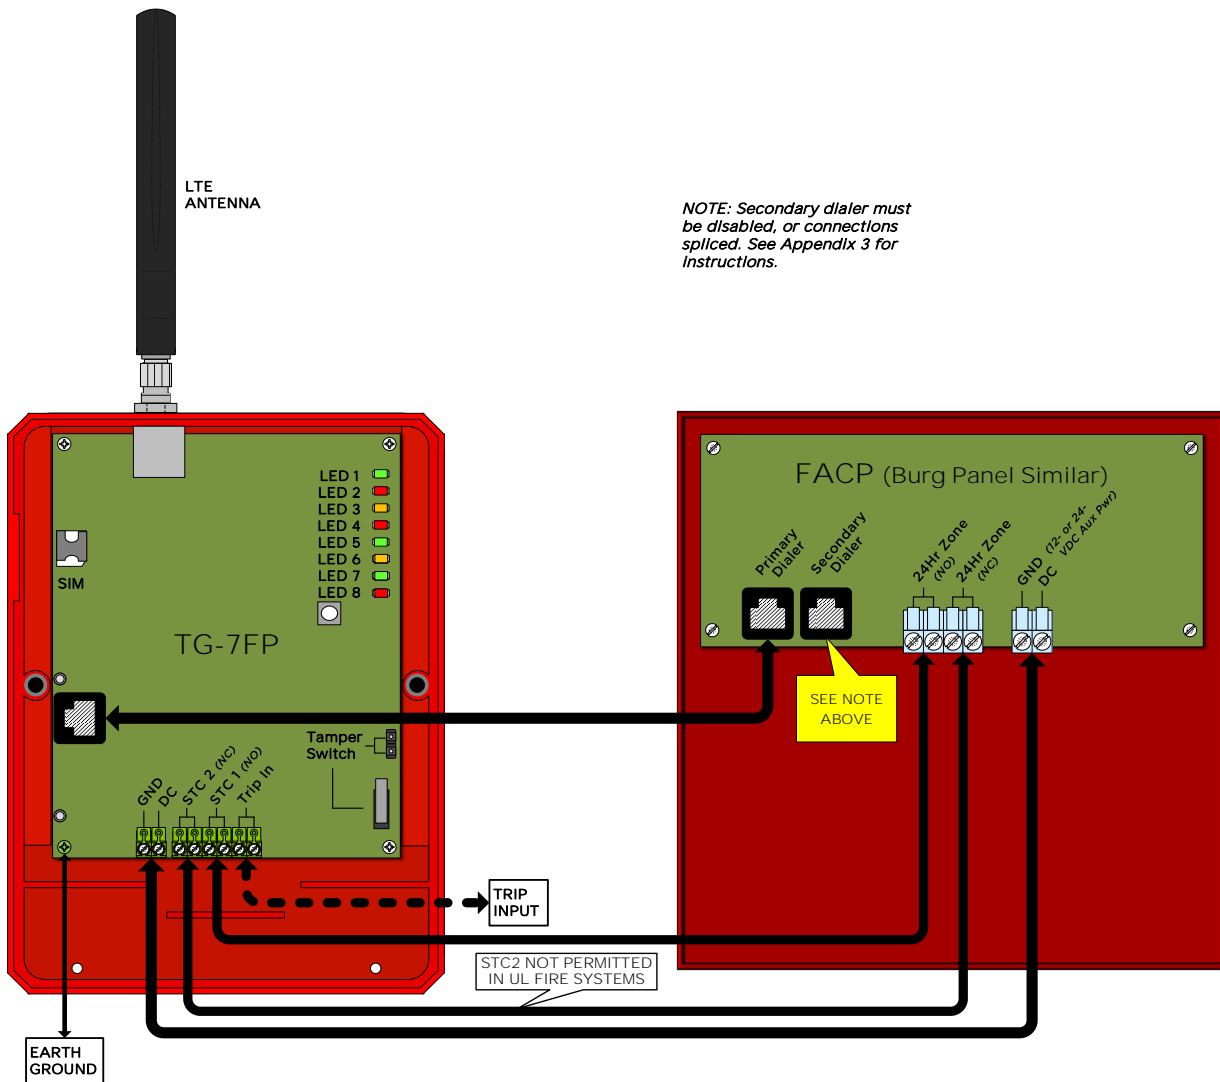 LTE
ANTENNA
NOTE: Secondary dialer must
be disabled, or connections
spliced. See Appendix 3 for
instructions.
LED 1
LED 2
LED 3
LED 4
LED 5
LED 6
LED 7
LED 8
SIM
TG-7FP
Tamper
Switch
GND
DC
STC 2 (NC)
STC 1 (NO)
Trip In
FACP (Burg Panel Similar)
Primary
Dialer
Secondary
Dialer
24Hr Zone
(NO)
24Hr Zone
(NC)
GND (12- or 24-
DC VDC Aux Pwr)
SEE NOTE
ABOVE
TRIP
INPUT
STC2 NOT PERMITTED
IN UL FIRE SYSTEMS
EARTH
GROUND